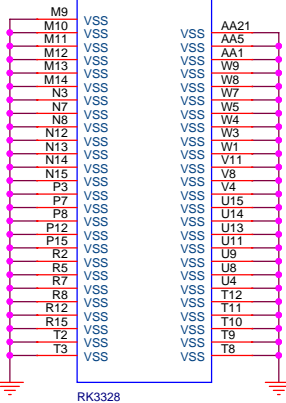 M9 VSS
M10 VSS VSS AA21
M11 VSS VSS AA5
M12 VSS VSS AA1
M13 VSS VSS W9
M14 VSS VSS W8
N3 VSS VSS W7
N7 VSS VSS W5
N8 VSS VSS W4
N12 VSS VSS W3
N13 VSS VSS W1
N14 VSS VSS V11
N15 VSS VSS V8
P3 VSS VSS V4
P7 VSS VSS U15
P8 VSS VSS U14
P12 VSS VSS U13
P15 VSS VSS U11
R2 VSS VSS U9
R5 VSS VSS U8
R7 VSS VSS U4
R8 VSS VSS T12
R12 VSS VSS T11
R15 VSS VSS T10
T2 VSS VSS T9
T3 VSS VSS T8
RK3328